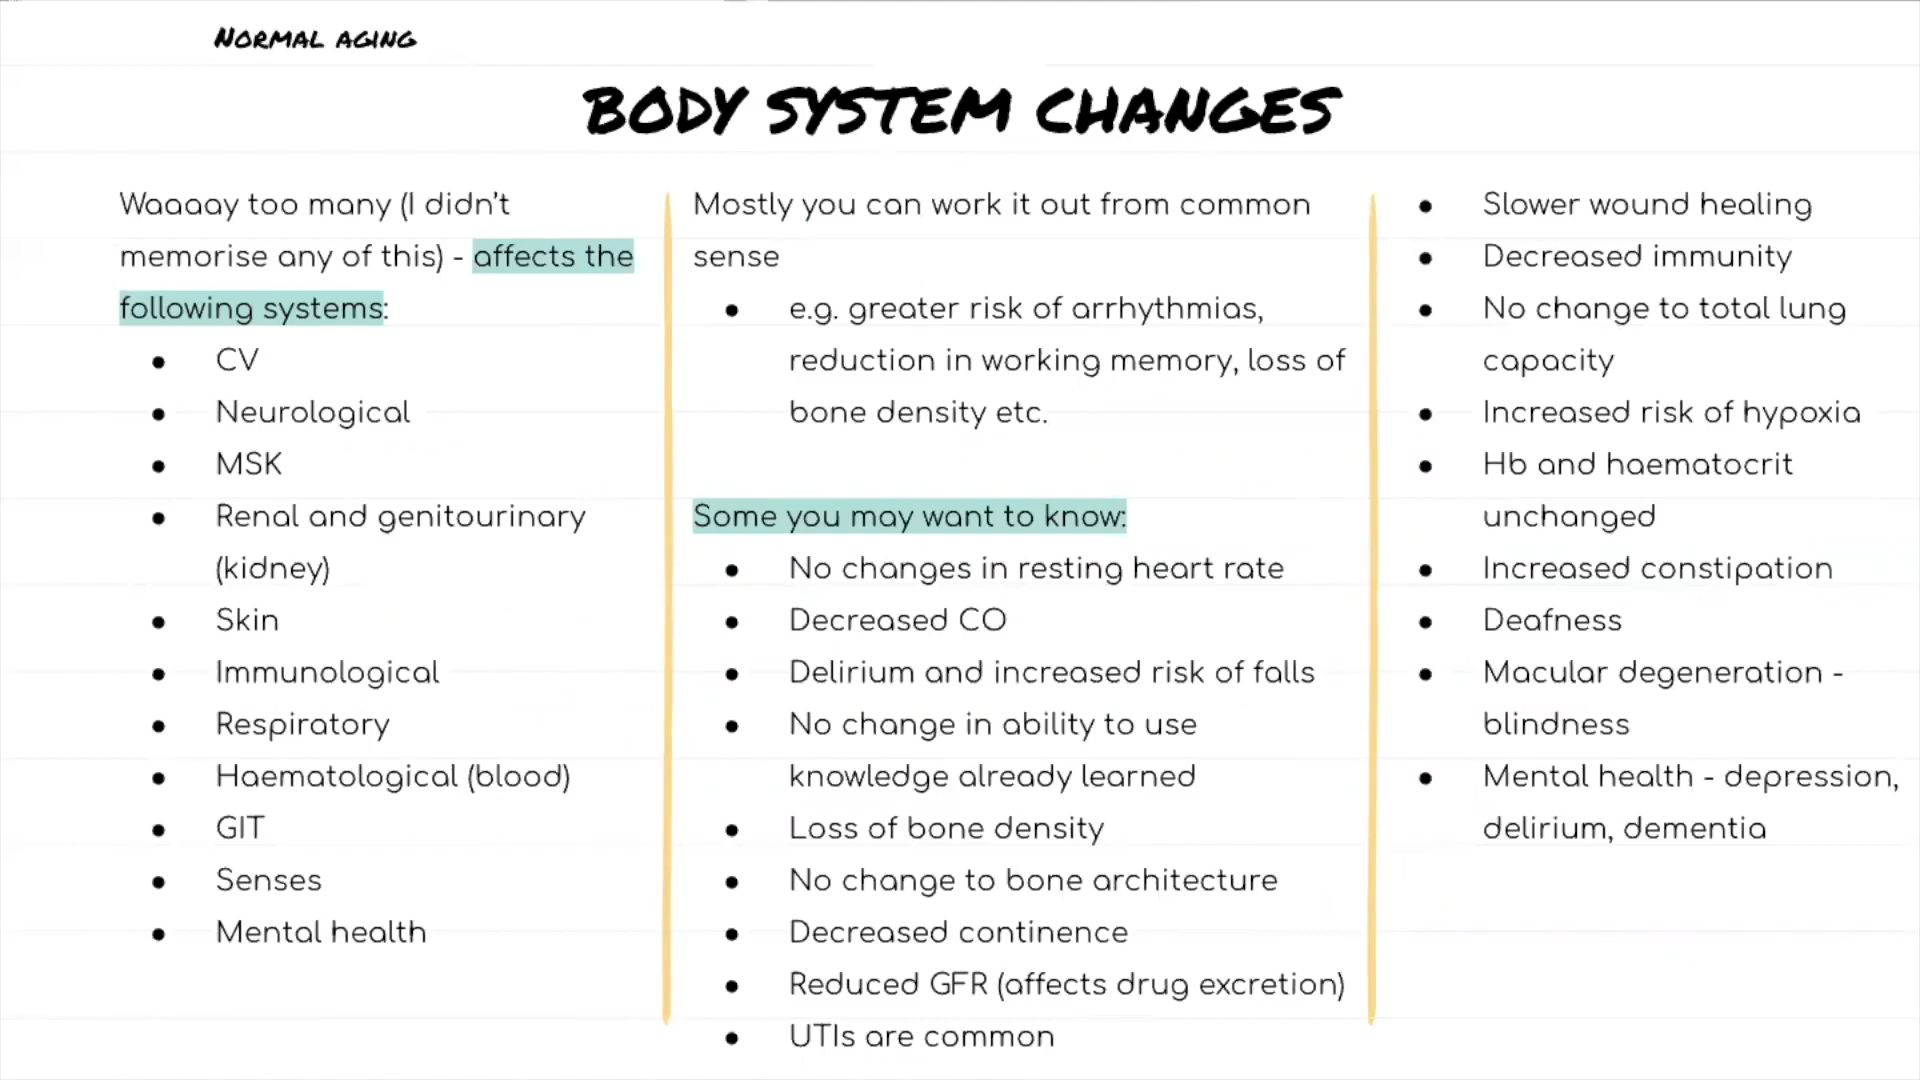 Normal aging
BODY SYSTEM CHANGES
Waaaay too many (I didn't
memorise any of this) - affects the
following systems:
● CV
● Neurological
● MSK
● Renal and genitourinary
(kidney)
● Skin
● Immunological
● Respiratory
● Haematological (blood)
● GIT
● Senses
● Mental health
Mostly you can work it out from common
sense
● e.g. greater risk of arrhythmias,
reduction in working memory, loss of
bone density etc.
Some you may want to know:
● No changes in resting heart rate
● Decreased CO
● Delirium and increased risk of falls
● No change in ability to use
knowledge already learned
● Loss of bone density
● No change to bone architecture
● Decreased continence
● Reduced GFR (affects drug excretion)
● UTIs are common
● Slower wound healing
● Decreased immunity
● No change to total lung
capacity
● Increased risk of hypoxia
● Hb and haematocrit
unchanged
● Increased constipation
● Deafness
● Macular degeneration -
blindness
● Mental health - depression,
delirium, dementia